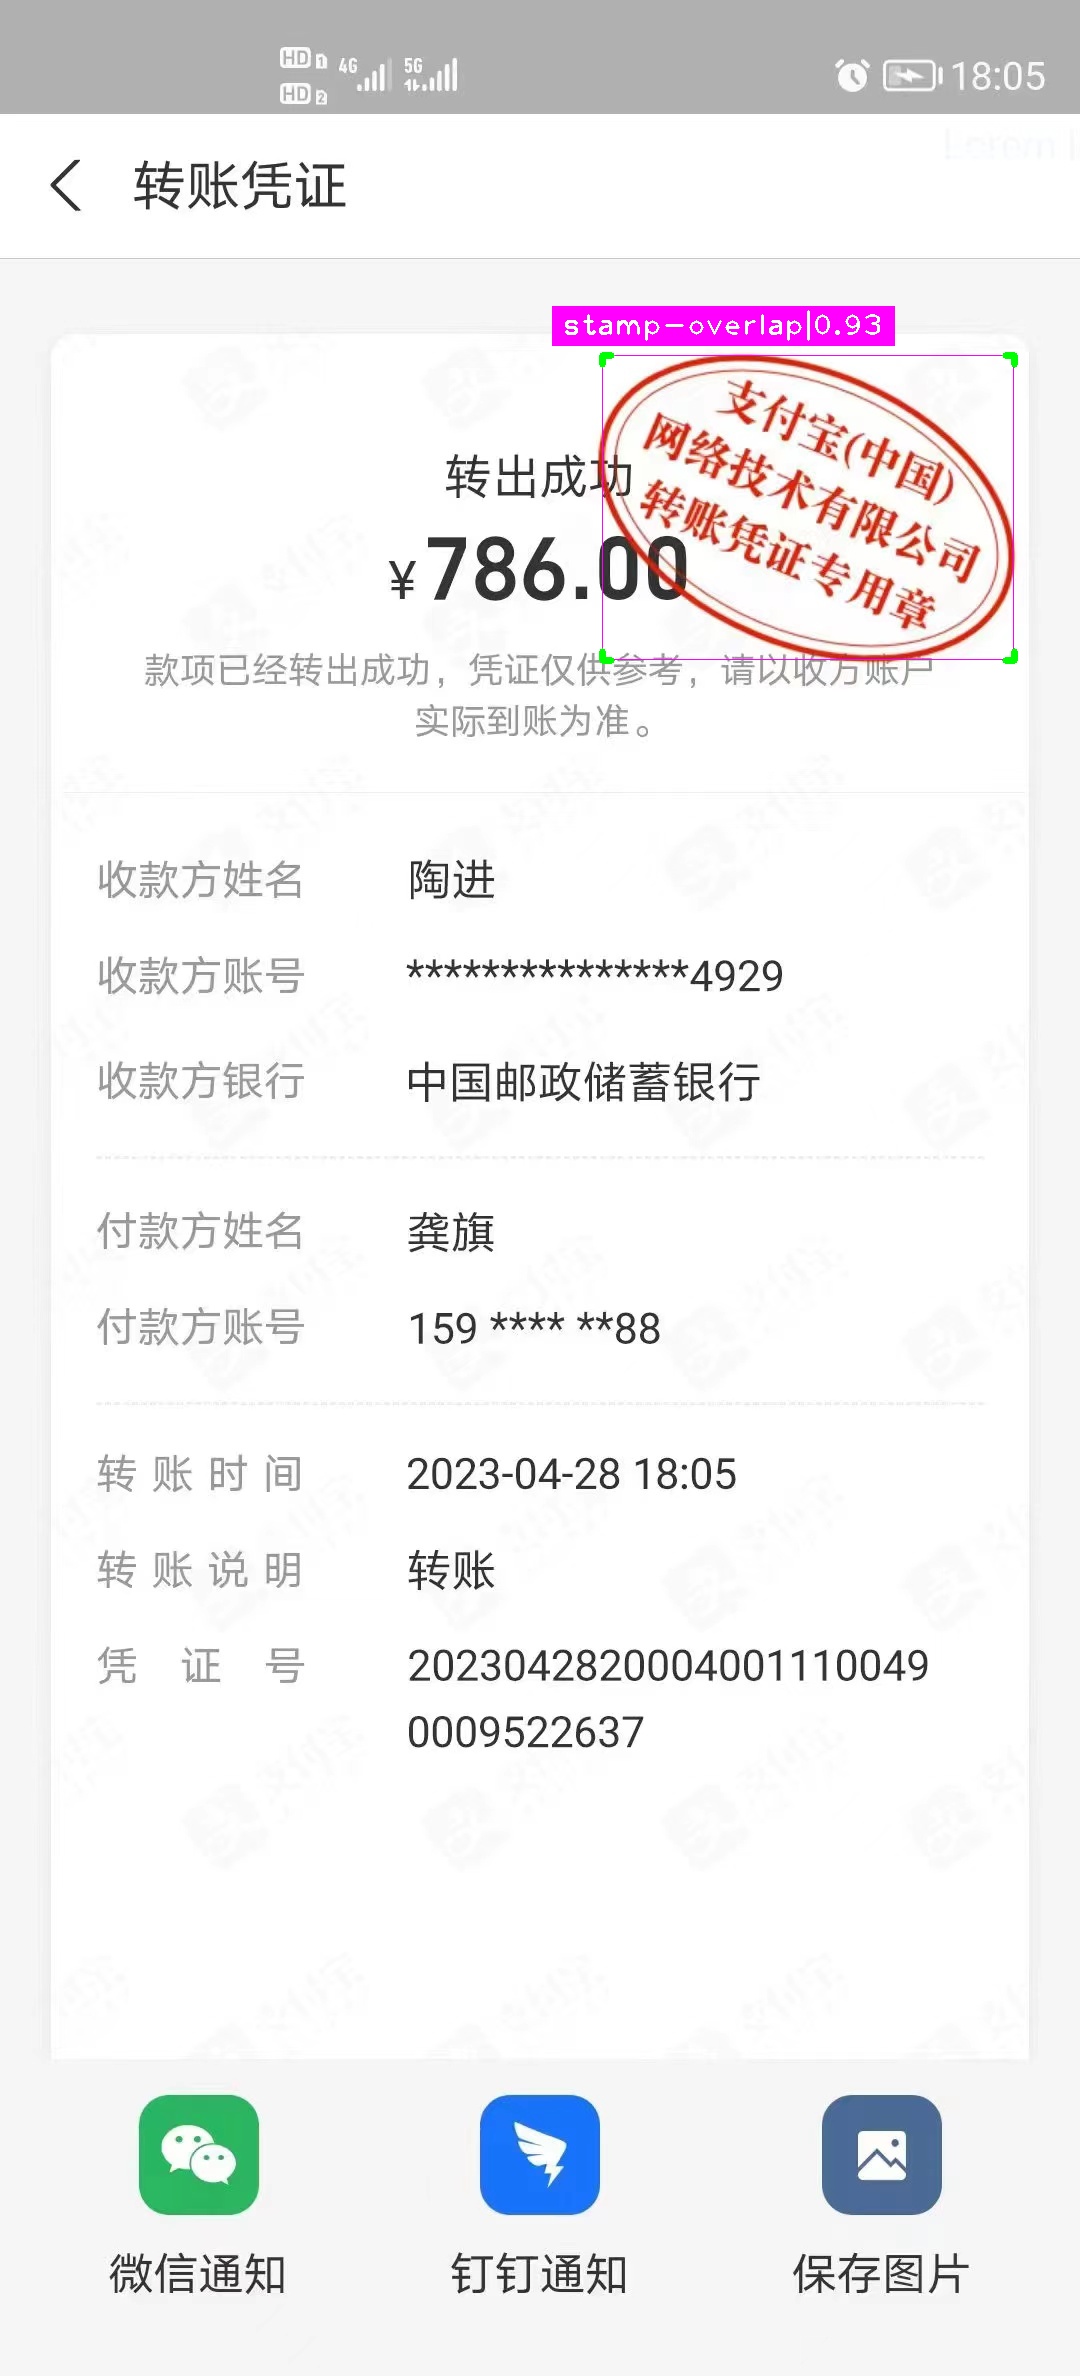 HD 1 4G 5G 18:05
HD 2
Lorem I
转账凭证
stamp-overlap|0.93
支付宝(中国)
网络技术有限公司
转账凭证专用章
转出成功
¥786.00
款项已经转出成功，凭证仅供参考，请以收方账户
实际到账为准。
收款方姓名 陶进
收款方账号 ***************4929
收款方银行 中国邮政储蓄银行
付款方姓名 龚旗
付款方账号 159 **** **88
转账时间 2023-04-28 18:05
转账说明 转账
凭证号 2023042820004001110049
0009522637
微信通知 钉钉通知 保存图片